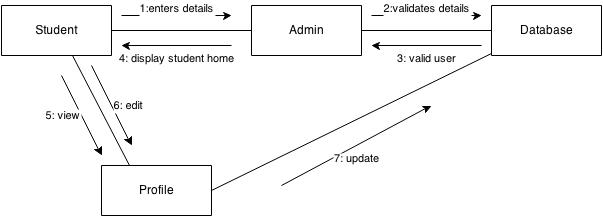 1:enters details
2:validates details
Student
Admin
Database
4: display student home
3: valid user
6: edit
5: view
7: update
Profile